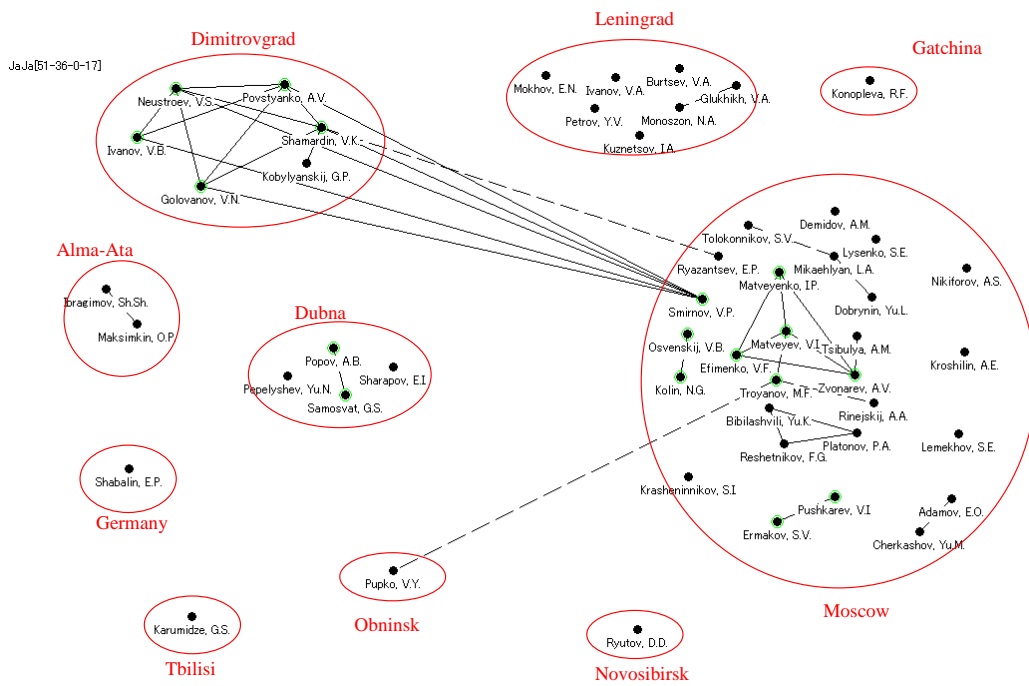 Leningrad
Dimitrovgrad
Gatchina
JaJa[51-36-0-17]
Mokhov, E.N.
Ivanov, V.A.
Burtsev, V.A.
Glukhikh, V.A.
Konopleva, R.F.
Neustroev, V.S.
Povstyanko, A.V.
Petrov, Y.V.
Monoszon, N.A.
Shamardin, V.K.
Kuznetsov, I.A.
Ivanov, V.B.
Kobylyanskij, G.P.
Golovanov, V.N.
Demidov, A.M.
Tolokonnikov, S.V.
Lysenko, S.E.
Alma-Ata
Ryazantsev, E.P.
Mikaehlyan, L.A.
Nikiforov, A.S.
Matveyenko, I.P.
Ibragimov, Sh.Sh.
Smirnov, V.P.
Dobrynin, Yu.L.
Dubna
Maksimkin, O.P.
Osvenskij, V.B.
Matveyev, V.I.
Tsibulya, A.M.
Popov, A.B.
Efimenko, V.F.
Kroshilin, A.E.
Pepelyshev, Yu.N.
Sharapov, E.I.
Kolin, N.G.
Troyanov, M.F.
Zvonarev, A.V.
Samosvat, G.S.
Rinejskij, A.A.
Bibilashvili, Yu.K.
Platonov, P.A.
Lemekhov, S.E.
Reshetnikov, F.G.
Shabalin, E.P.
Krasheninnikov, S.I
Germany
Pushkarev, V.I
Adamov, E.O.
Ermakov, S.V.
Cherkashov, Yu.M.
Pupko, V.Y.
Moscow
Obninsk
Karumidze, G.S.
Ryutov, D.D.
Tbilisi
Novosibirsk